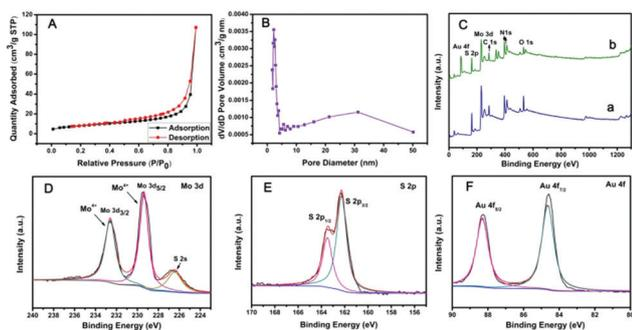 A
Quantity Adsorbed (cm³/g STP)
120
100
80
60
40
20
0
Adsorption
Desorption
0.0 0.2 0.4 0.6 0.8 1.0
Relative Pressure (P/P₀)
B
dV/dD Pore Volume (cm³/g nm)
0.0040
0.0035
0.0030
0.0025
0.0020
0.0015
0.0010
0.0005
0 10 20 30 40 50
Pore Diameter (nm)
C
Intensity (a.u.)
Au 4f
S 2p
Mo 3d
C 1s
N1s
O 1s
b
a
0 300 600 900 1200
Binding Energy (eV)
D
Intensity (a.u.)
Mo⁴⁺
Mo 3d3/2
Mo⁴⁺
Mo 3d5/2
Mo 3d
S 2s
240 238 236 234 232 230 228 226 224
Binding Energy (eV)
E
Intensity (a.u.)
S 2p1/2
S 2p3/2
S 2p
170 168 166 164 162 160 158 156
Binding Energy (eV)
F
Intensity (a.u.)
Au 4f5/2
Au 4f7/2
Au 4f
90 88 86 84 82 80
Binding Energy (eV)